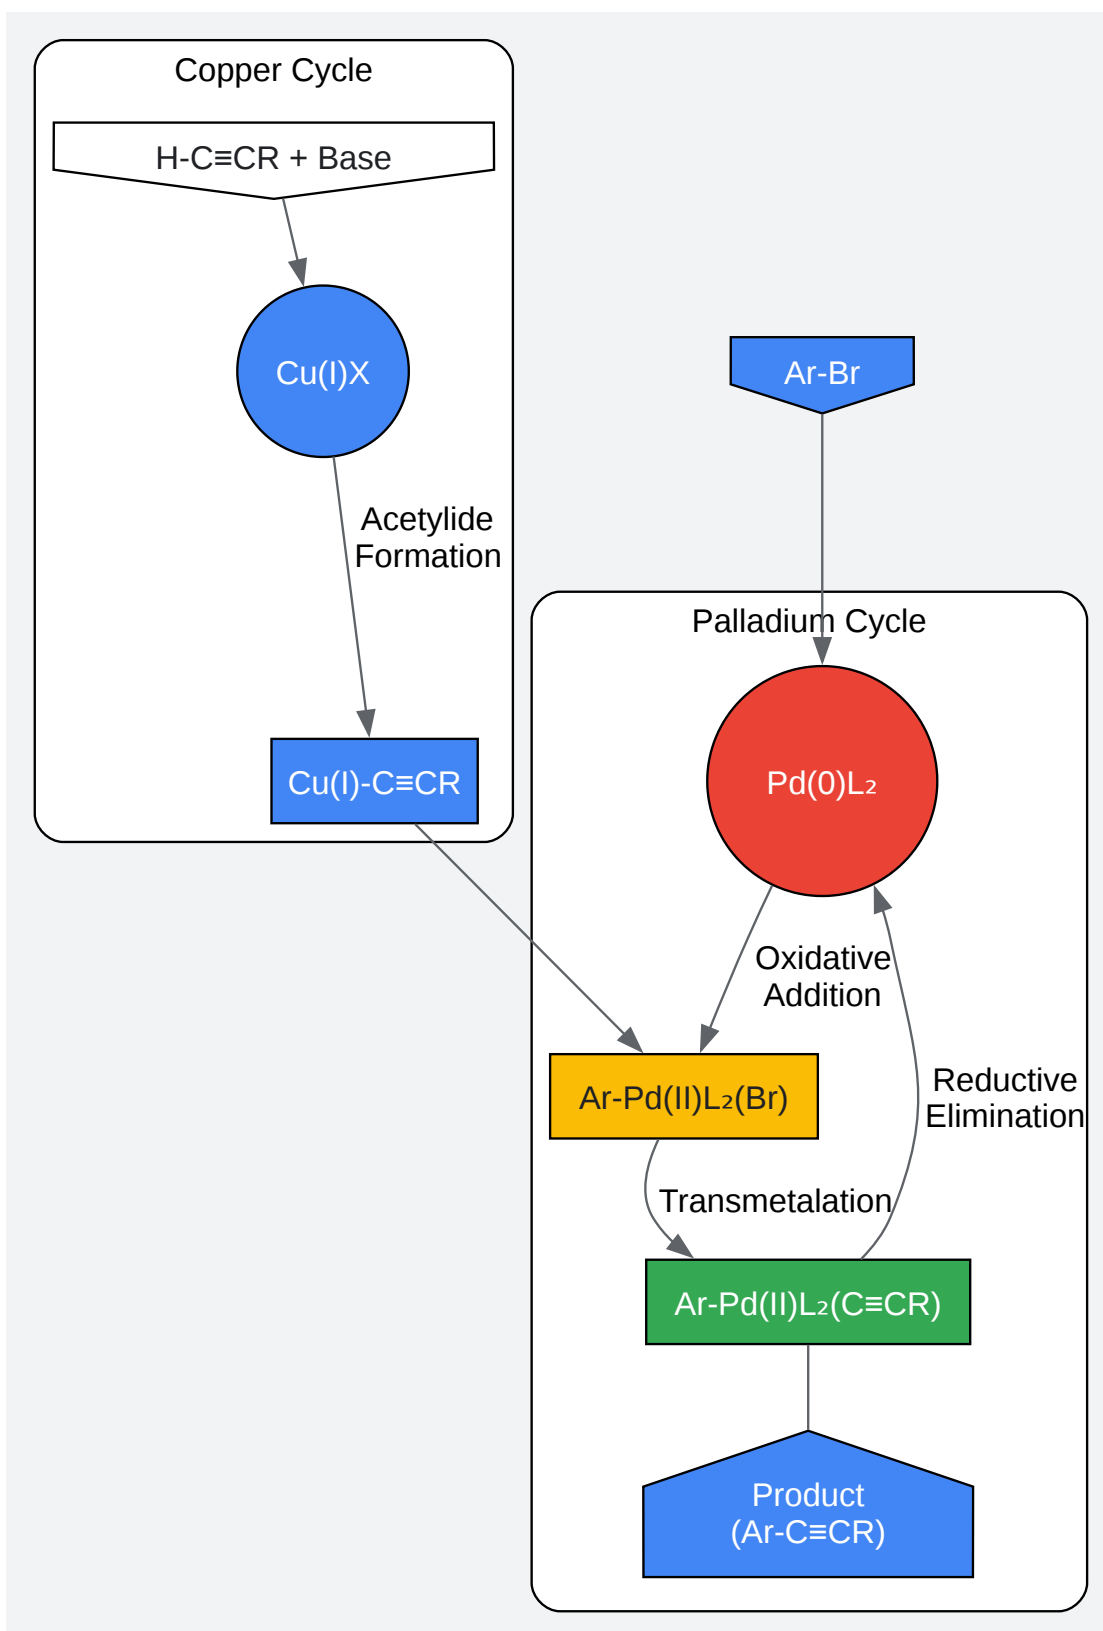 Copper Cycle
H-C≡CR + Base
Cu(I)X
Ar-Br
Acetylide
Formation
Palladium Cycle
Cu(I)-C≡CR
Pd(0)L₂
Oxidative
Addition
Ar-Pd(II)L₂(Br)
Reductive
Elimination
Transmetalation
Ar-Pd(II)L₂(C≡CR)
Product
(Ar-C≡CR)